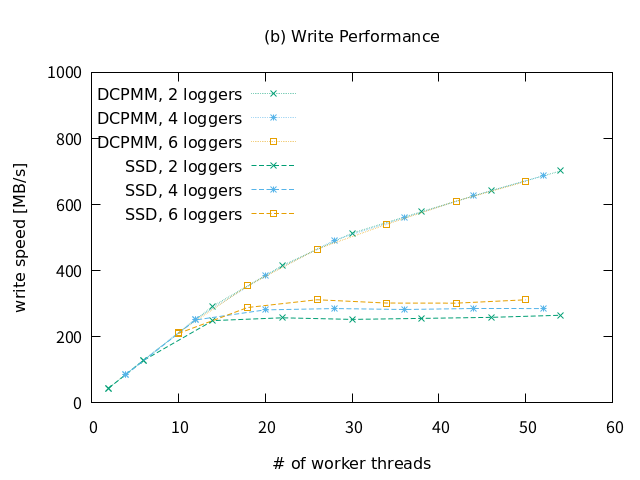 (b) Write Performance
1000
800
600
400
200
0
write speed [MB/s]
DCPMM, 2 loggers
DCPMM, 4 loggers
DCPMM, 6 loggers
SSD, 2 loggers
SSD, 4 loggers
SSD, 6 loggers
0 10 20 30 40 50 60
# of worker threads